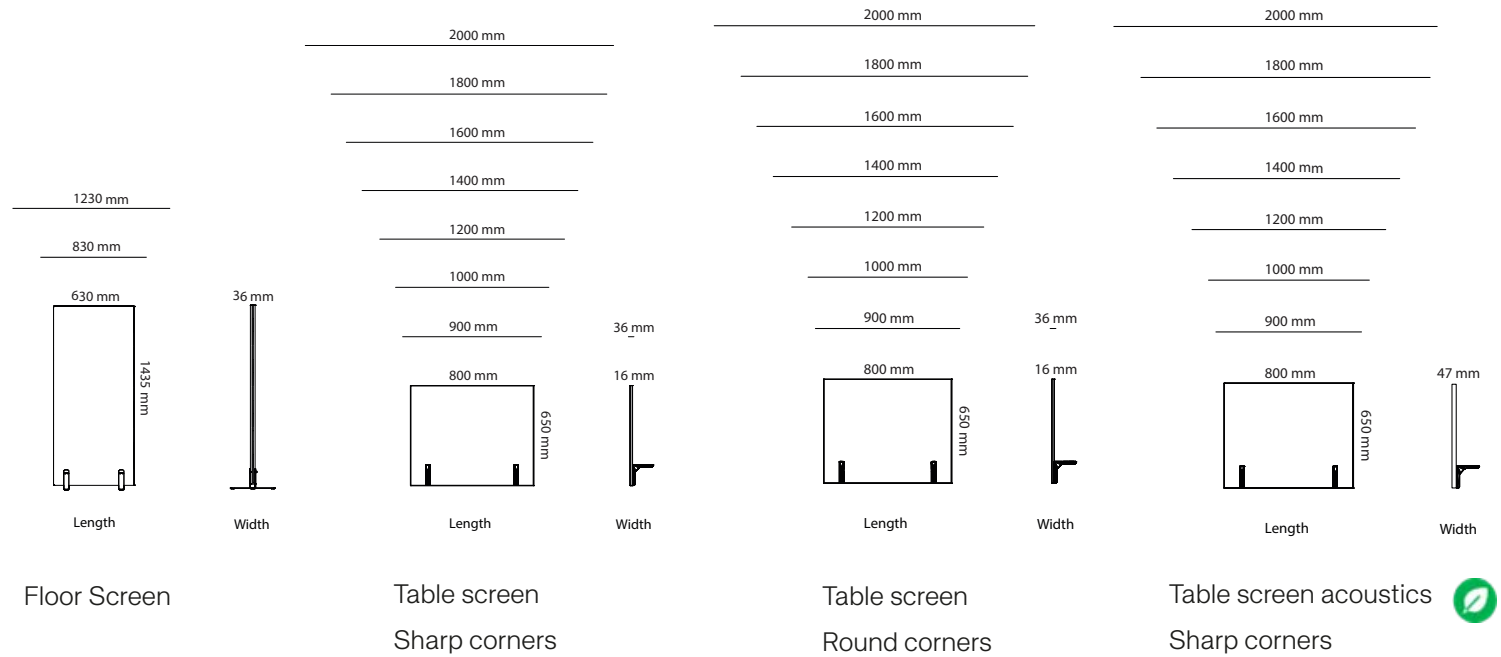 1230 mm
830 mm
630 mm
36 mm
1435 mm
Length
Width
Floor Screen
2000 mm
1800 mm
1600 mm
1400 mm
1200 mm
1000 mm
900 mm
36 mm
800 mm
16 mm
650 mm
Length
Width
Table screen
Sharp corners
2000 mm
1800 mm
1600 mm
1400 mm
1200 mm
1000 mm
900 mm
36 mm
800 mm
16 mm
650 mm
Length
Width
Table screen
Round corners
2000 mm
1800 mm
1600 mm
1400 mm
1200 mm
1000 mm
900 mm
800 mm
47 mm
650 mm
Length
Width
Table screen acoustics
Sharp corners